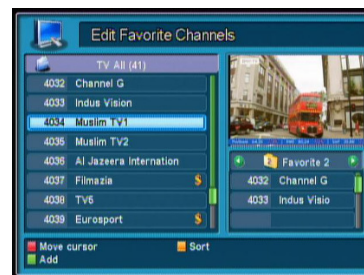 Edit Favorite Channels
TV All (41)
4032 Channel G
4033 Indus Vision
4034 Muslim TV1
4035 Muslim TV2
4036 Al Jazeera Internation
4037 Filmazia $
4038 TV6
4039 Eurosport $
Favorite 2
4032 Channel G
4033 Indus Visio
Move cursor
Sort
Add